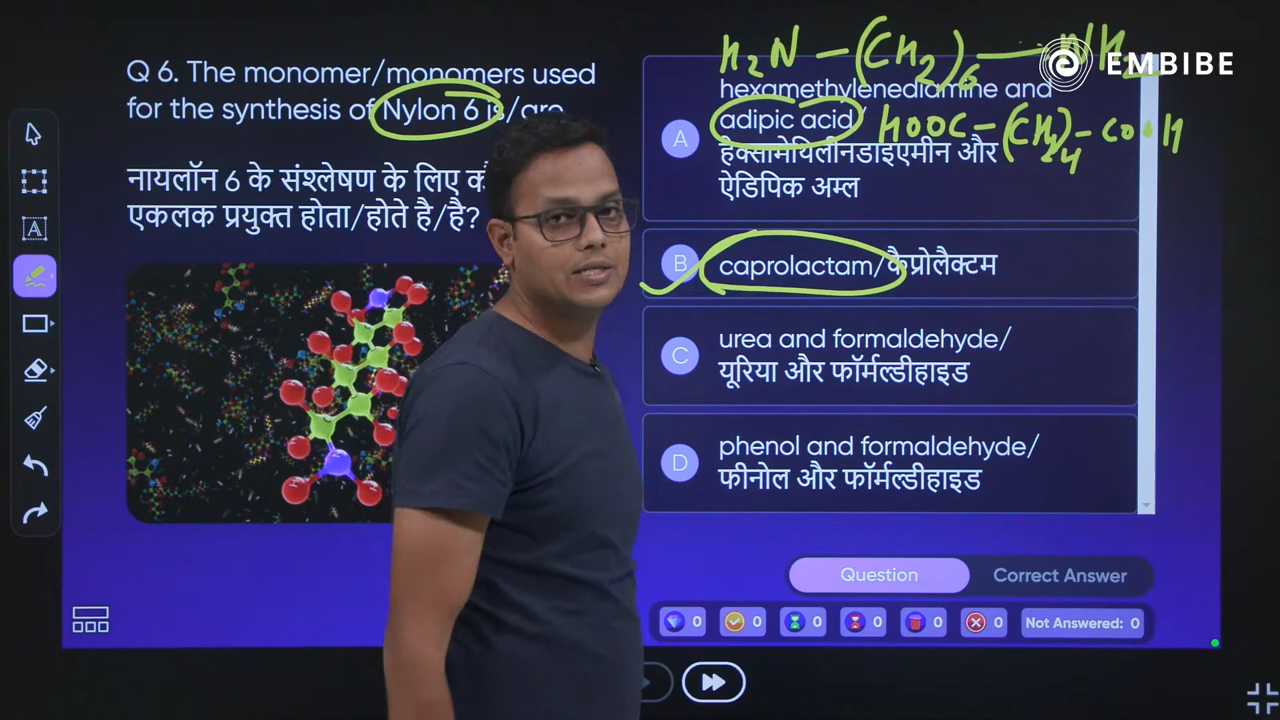 Q 6. The monomer/monomers used
for the synthesis of Nylon 6 is/are
नायलॉन 6 के संश्लेषण के लिए
एकलक प्रयुक्त होता/होते है/है?
H₂N – (CH₂)₆ — NH₂
EMBIBE
A
hexamethylenediamine and
adipic acid/
HOOC – (CH₂)₄ – COOH
हेक्सामेथिलीनडाइएमीन और
ऐडिपिक अम्ल
B
caprolactam/कैप्रोलैक्टम
C
urea and formaldehyde/
यूरिया और फॉर्मल्डीहाइड
D
phenol and formaldehyde/
फीनोल और फॉर्मल्डीहाइड
Question
Correct Answer
0 0 0 0 0 0 Not Answered: 0